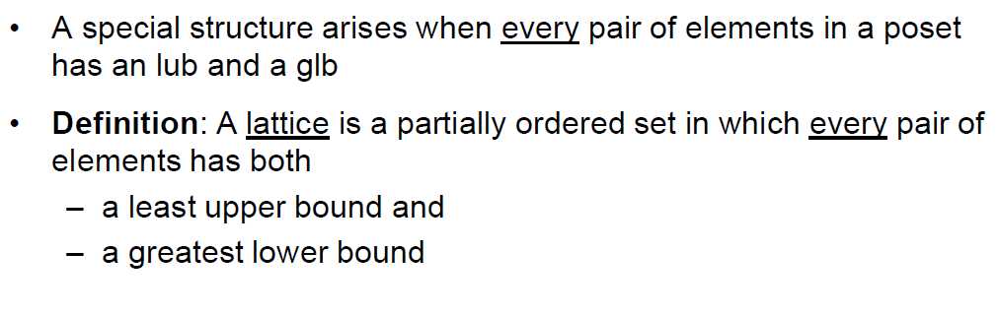 • A special structure arises when every pair of elements in a poset
has an lub and a glb
• Definition: A lattice is a partially ordered set in which every pair of
elements has both
– a least upper bound and
– a greatest lower bound